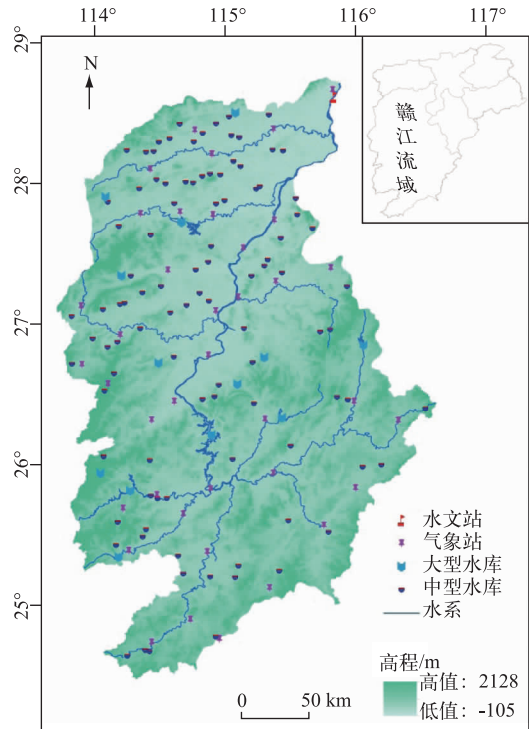 114° 115° 116° 117°
29°
28°
27°
26°
25°
N
赣江流域
水文站
气象站
大型水库
中型水库
水系
高程/m
高值：2128
低值：-105
0 50 km